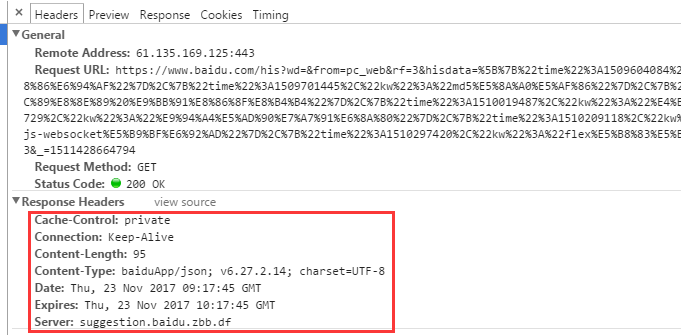 × Headers Preview Response Cookies Timing
▼General
Remote Address: 61.135.169.125:443
Request URL: https://www.baidu.com/his?wd=&from=pc_web&rf=3&hisdata=%5B%7B%22time%22%3A1509604084%2
8%86%E6%94%AF%22%7D%2C%7B%22time%22%3A1509701445%2C%22kw%22%3A%22md5%E5%8A%A0%E5%AF%86%22%7D%2C%7B%2
C%89%E8%8E%89%20%E9%BB%91%E8%86%8F%E8%B4%B4%22%7D%2C%7B%22time%22%3A1510019487%2C%22kw%22%3A%22%E4%B
729%2C%22kw%22%3A%22%E9%94%A4%E5%AD%90%E7%A7%91%E6%8A%80%22%7D%2C%7B%22time%22%3A1510209118%2C%22kw%
js-websocket%E5%B9%BF%E6%92%AD%22%7D%2C%7B%22time%22%3A1510297420%2C%22kw%22%3A%22flex%E5%B8%83%E5%B
3&_=1511428664794
Request Method: GET
Status Code: 200 OK
▼Response Headers view source
Cache-Control: private
Connection: Keep-Alive
Content-Length: 95
Content-Type: baiduApp/json; v6.27.2.14; charset=UTF-8
Date: Thu, 23 Nov 2017 09:17:45 GMT
Expires: Thu, 23 Nov 2017 10:17:45 GMT
Server: suggestion.baidu.zbb.df